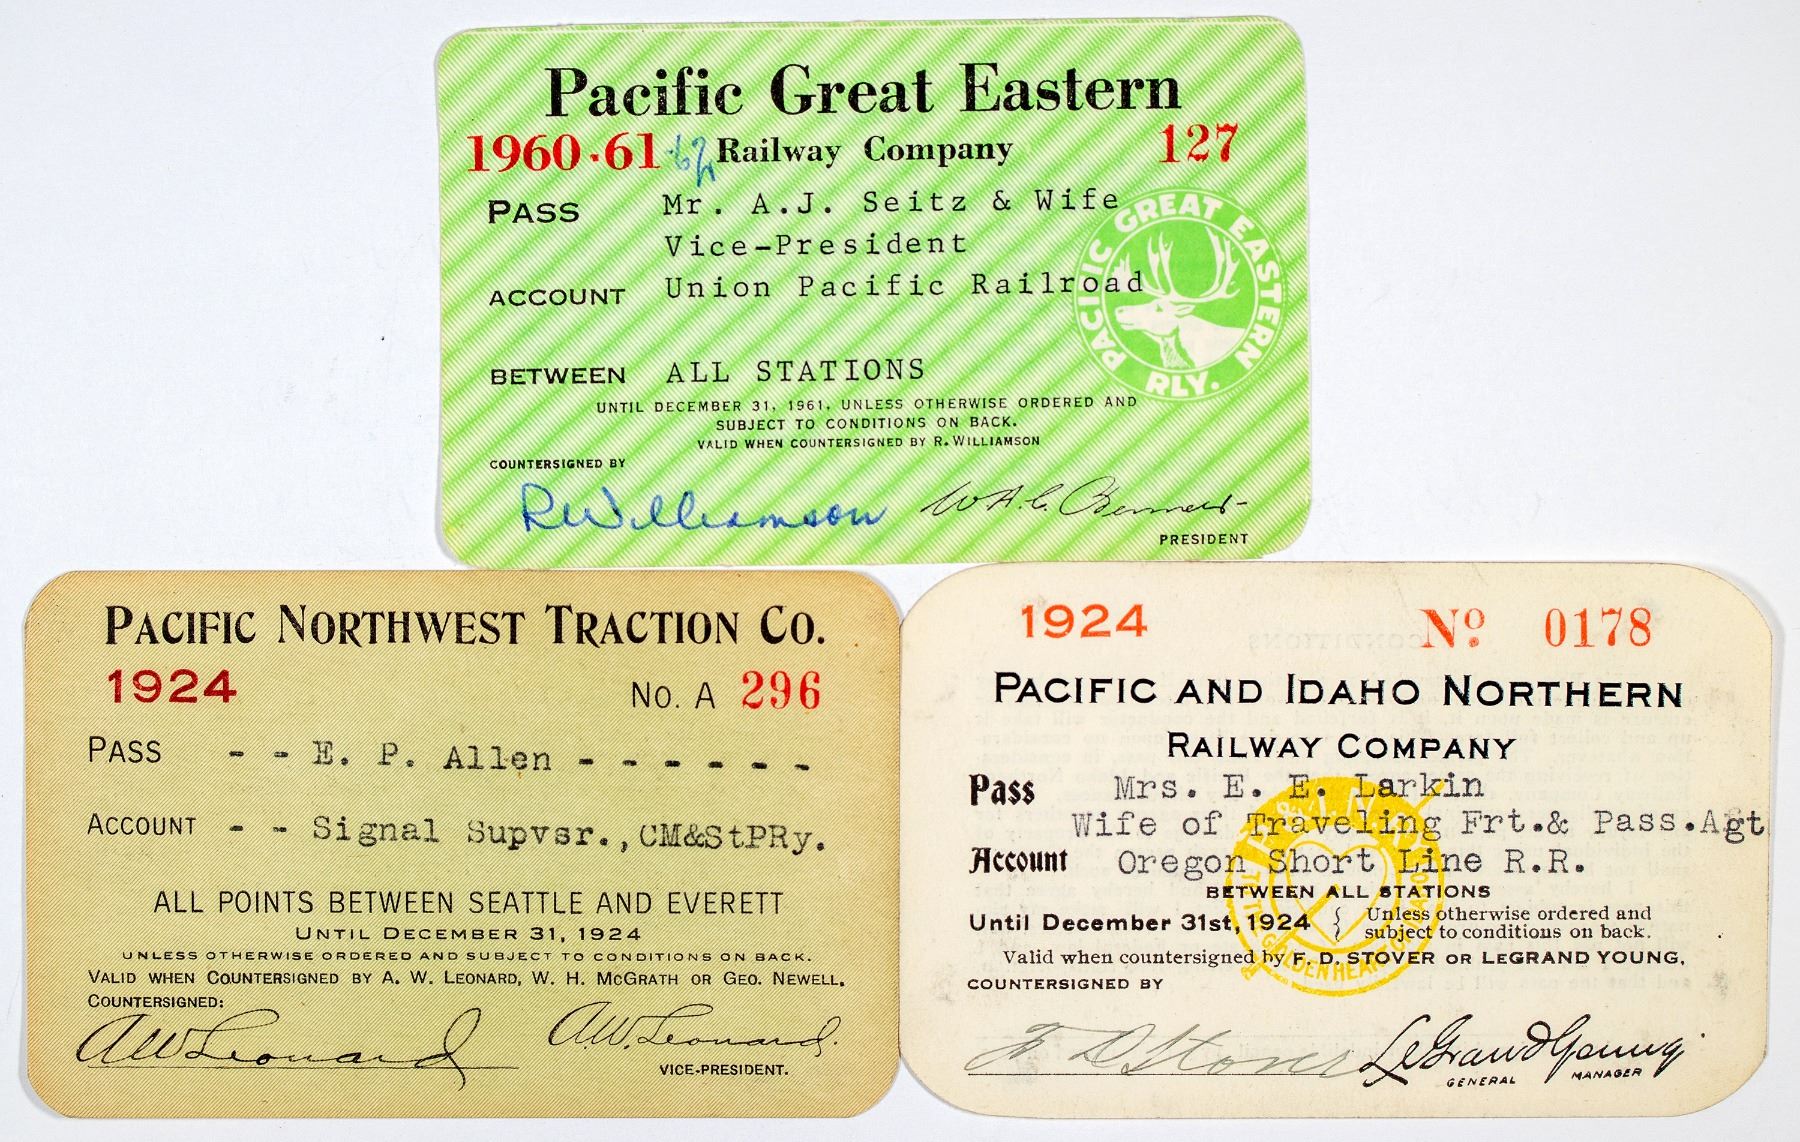 Pacific Great Eastern
1960-61 -62 Railway Company 127
PASS Mr. A.J. Seitz & Wife
Vice-President
ACCOUNT Union Pacific Railroad
PACIFIC GREAT EASTERN RLY.
BETWEEN ALL STATIONS
UNTIL DECEMBER 31, 1961, UNLESS OTHERWISE ORDERED AND
SUBJECT TO CONDITIONS ON BACK.
VALID WHEN COUNTERSIGNED BY R. WILLIAMSON
COUNTERSIGNED BY
R Williamson W.A.C. Bennett
PRESIDENT
PACIFIC NORTHWEST TRACTION CO.
1924 No. A 296
PASS - - E. P. Allen - - - - - -
ACCOUNT - - Signal Supvsr., CM&StPRy.
ALL POINTS BETWEEN SEATTLE AND EVERETT
UNTIL DECEMBER 31, 1924
UNLESS OTHERWISE ORDERED AND SUBJECT TO CONDITIONS ON BACK.
VALID WHEN COUNTERSIGNED BY A. W. LEONARD, W. H. McGRATH OR GEO. NEWELL.
COUNTERSIGNED:
AW Leonard A.W. Leonard.
VICE-PRESIDENT.
1924 No. 0178
PACIFIC AND IDAHO NORTHERN
RAILWAY COMPANY
Pass Mrs. E. E. Larkin
Wife of Traveling Frt.& Pass.Agt
Account Oregon Short Line R.R.
BETWEEN ALL STATIONS
Until December 31st, 1924 { Unless otherwise ordered and
subject to conditions on back.
Valid when countersigned by F. D. STOVER OR LEGRAND YOUNG,
COUNTERSIGNED BY
F D Stover LeGrand Young
GENERAL MANAGER